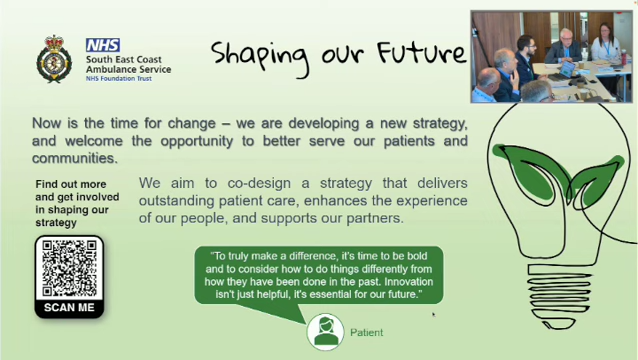 NHS
South East Coast
Ambulance Service
NHS Foundation Trust
Shaping our Future
Now is the time for change – we are developing a new strategy,
and welcome the opportunity to better serve our patients and
communities.
Find out more
and get involved
in shaping our
strategy
SCAN ME
We aim to co-design a strategy that delivers
outstanding patient care, enhances the experience
of our people, and supports our partners.
“To truly make a difference, it's time to be bold
and to consider how to do things differently from
how they have been done in the past. Innovation
isn't just helpful, it's essential for our future.”
Patient